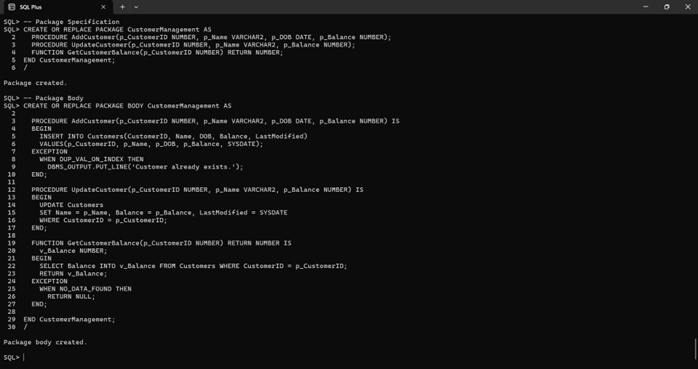 SQL Plus
SQL> -- Package Specification
SQL> CREATE OR REPLACE PACKAGE CustomerManagement AS
  2    PROCEDURE AddCustomer(p_CustomerID NUMBER, p_Name VARCHAR2, p_DOB DATE, p_Balance NUMBER);
  3    PROCEDURE UpdateCustomer(p_CustomerID NUMBER, p_Name VARCHAR2, p_Balance NUMBER);
  4    FUNCTION GetCustomerBalance(p_CustomerID NUMBER) RETURN NUMBER;
  5  END CustomerManagement;
  6  /
Package created.
SQL> -- Package Body
SQL> CREATE OR REPLACE PACKAGE BODY CustomerManagement AS
  2
  3    PROCEDURE AddCustomer(p_CustomerID NUMBER, p_Name VARCHAR2, p_DOB DATE, p_Balance NUMBER) IS
  4    BEGIN
  5      INSERT INTO Customers(CustomerID, Name, DOB, Balance, LastModified)
  6      VALUES(p_CustomerID, p_Name, p_DOB, p_Balance, SYSDATE);
  7    EXCEPTION
  8      WHEN DUP_VAL_ON_INDEX THEN
  9        DBMS_OUTPUT.PUT_LINE('Customer already exists.');
 10    END;
 11
 12    PROCEDURE UpdateCustomer(p_CustomerID NUMBER, p_Name VARCHAR2, p_Balance NUMBER) IS
 13    BEGIN
 14      UPDATE Customers
 15      SET Name = p_Name, Balance = p_Balance, LastModified = SYSDATE
 16      WHERE CustomerID = p_CustomerID;
 17    END;
 18
 19    FUNCTION GetCustomerBalance(p_CustomerID NUMBER) RETURN NUMBER IS
 20      v_Balance NUMBER;
 21    BEGIN
 22      SELECT Balance INTO v_Balance FROM Customers WHERE CustomerID = p_CustomerID;
 23      RETURN v_Balance;
 24    EXCEPTION
 25      WHEN NO_DATA_FOUND THEN
 26        RETURN NULL;
 27    END;
 28
 29  END CustomerManagement;
 30  /
Package body created.
SQL>